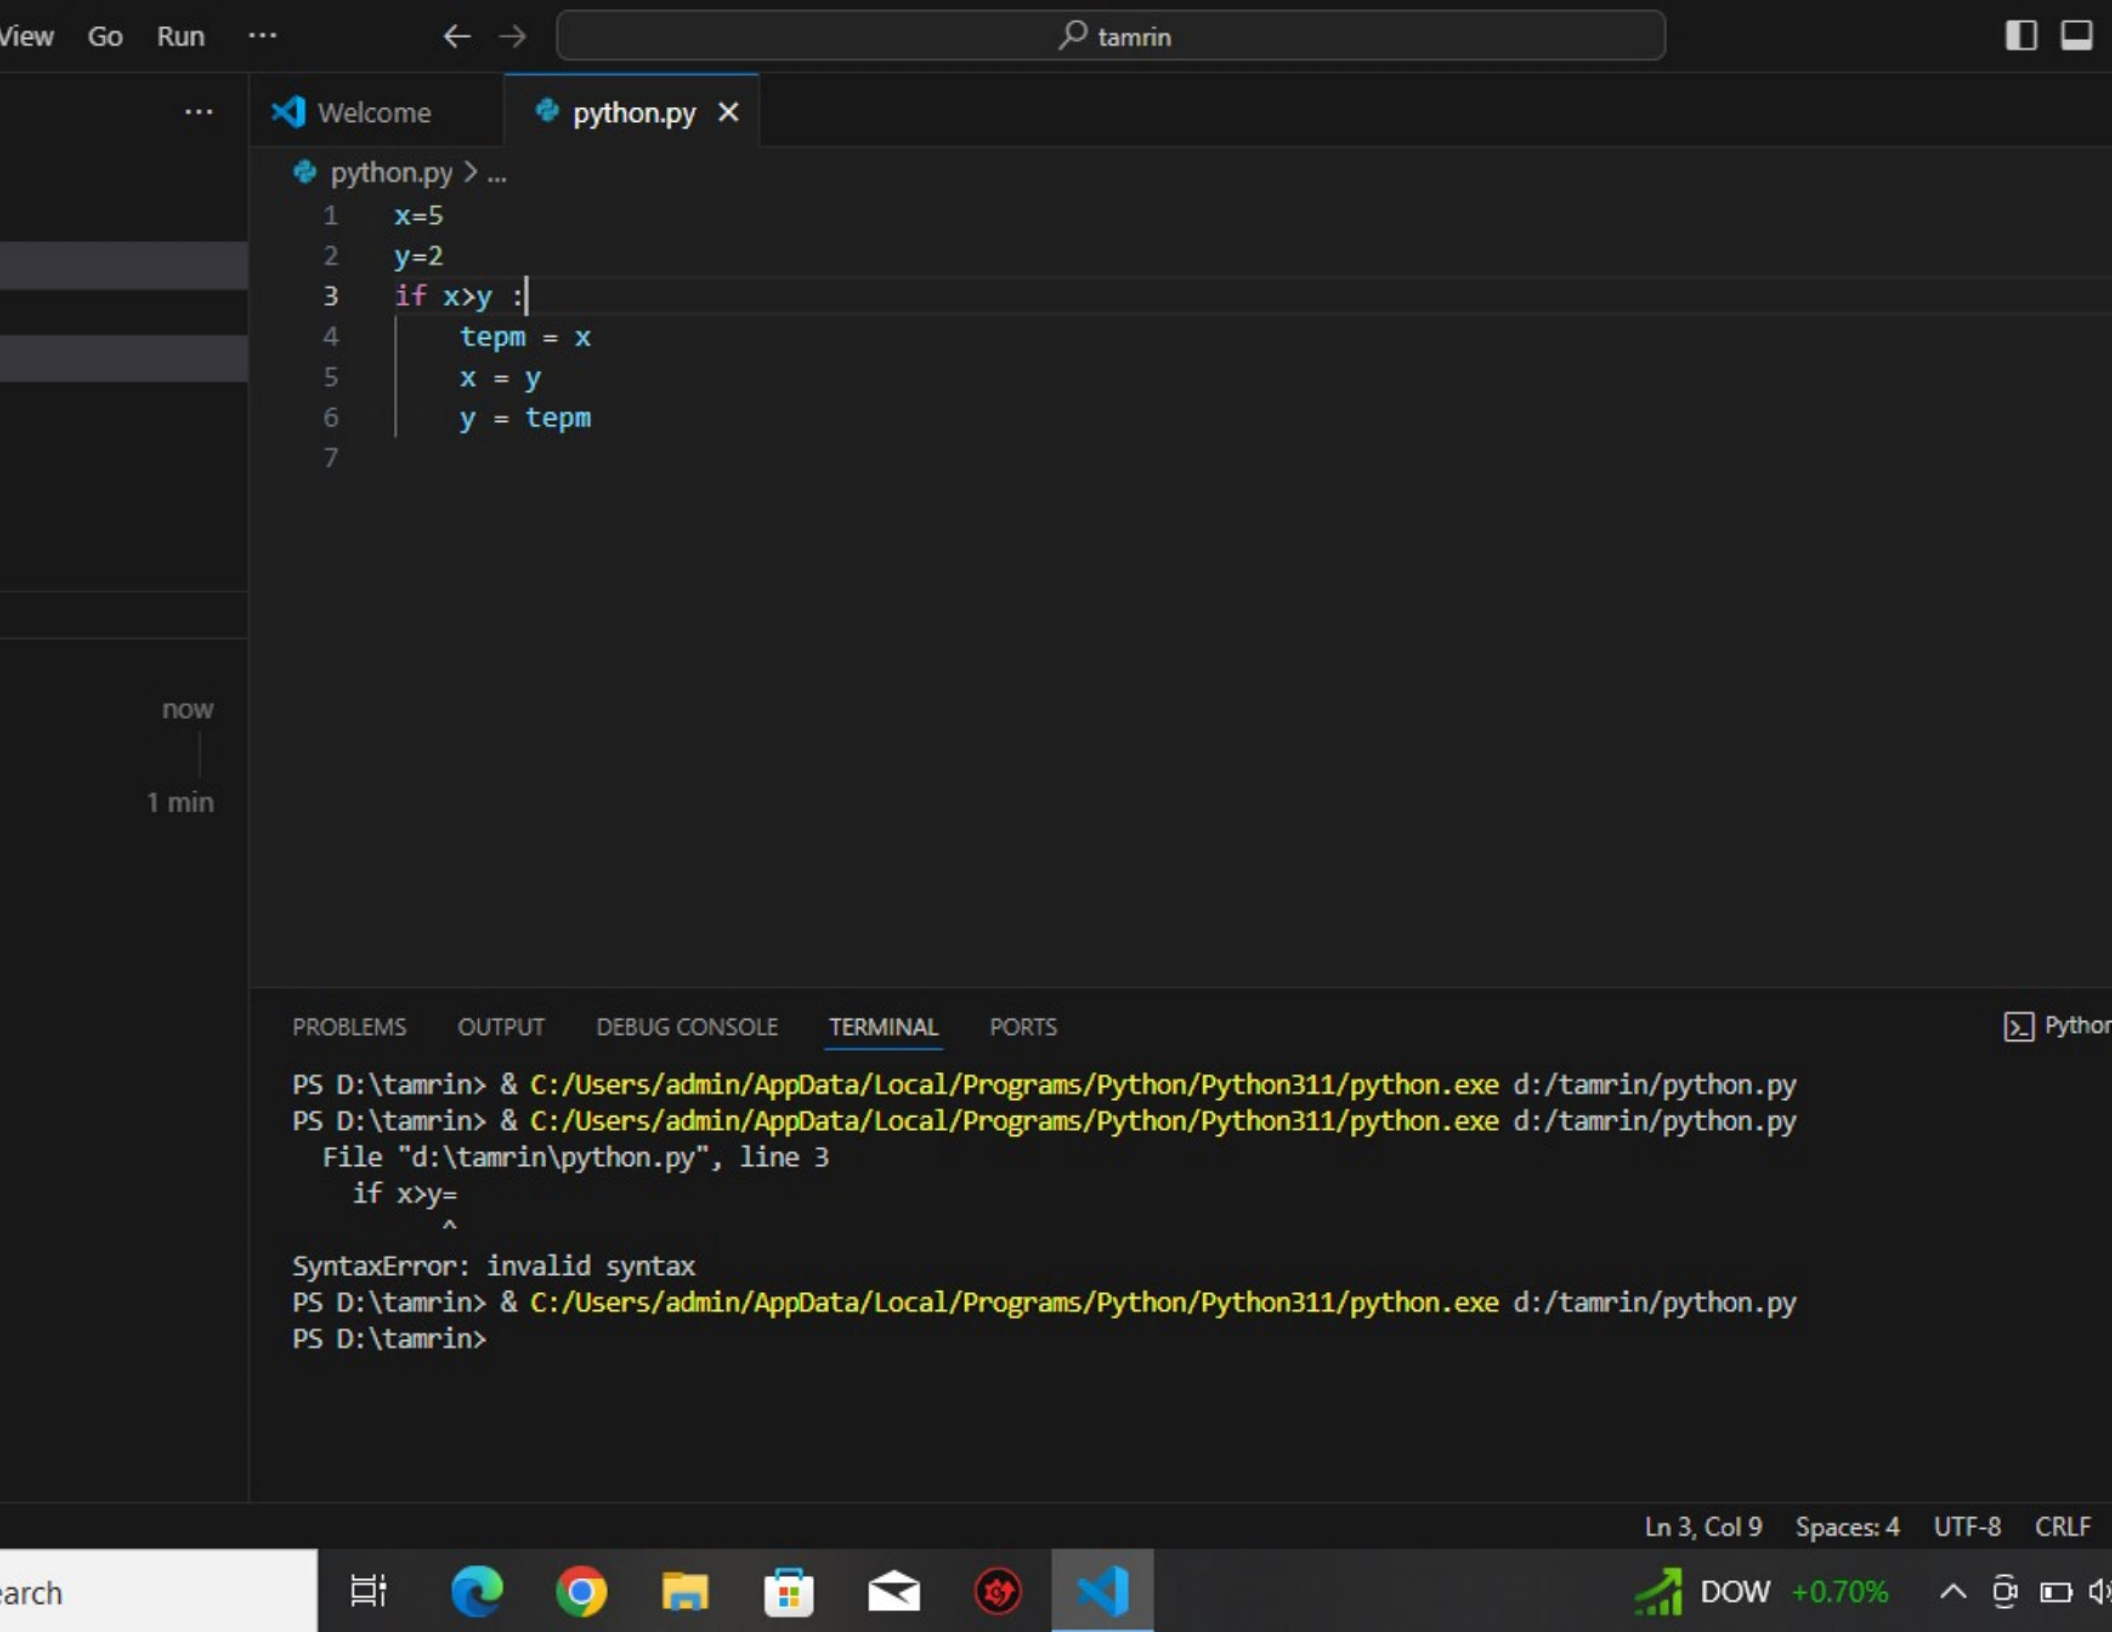 View Go Run ··· ← → tamrin
··· Welcome python.py ×
python.py > ...
1 x=5
2 y=2
3 if x>y :
4 tepm = x
5 x = y
6 y = tepm
7
now
1 min
PROBLEMS OUTPUT DEBUG CONSOLE TERMINAL PORTS Python
PS D:\tamrin> & C:/Users/admin/AppData/Local/Programs/Python/Python311/python.exe d:/tamrin/python.py
PS D:\tamrin> & C:/Users/admin/AppData/Local/Programs/Python/Python311/python.exe d:/tamrin/python.py
File "d:\tamrin\python.py", line 3
if x>y=
^
SyntaxError: invalid syntax
PS D:\tamrin> & C:/Users/admin/AppData/Local/Programs/Python/Python311/python.exe d:/tamrin/python.py
PS D:\tamrin>
Ln 3, Col 9 Spaces: 4 UTF-8 CRLF
earch DOW +0.70%